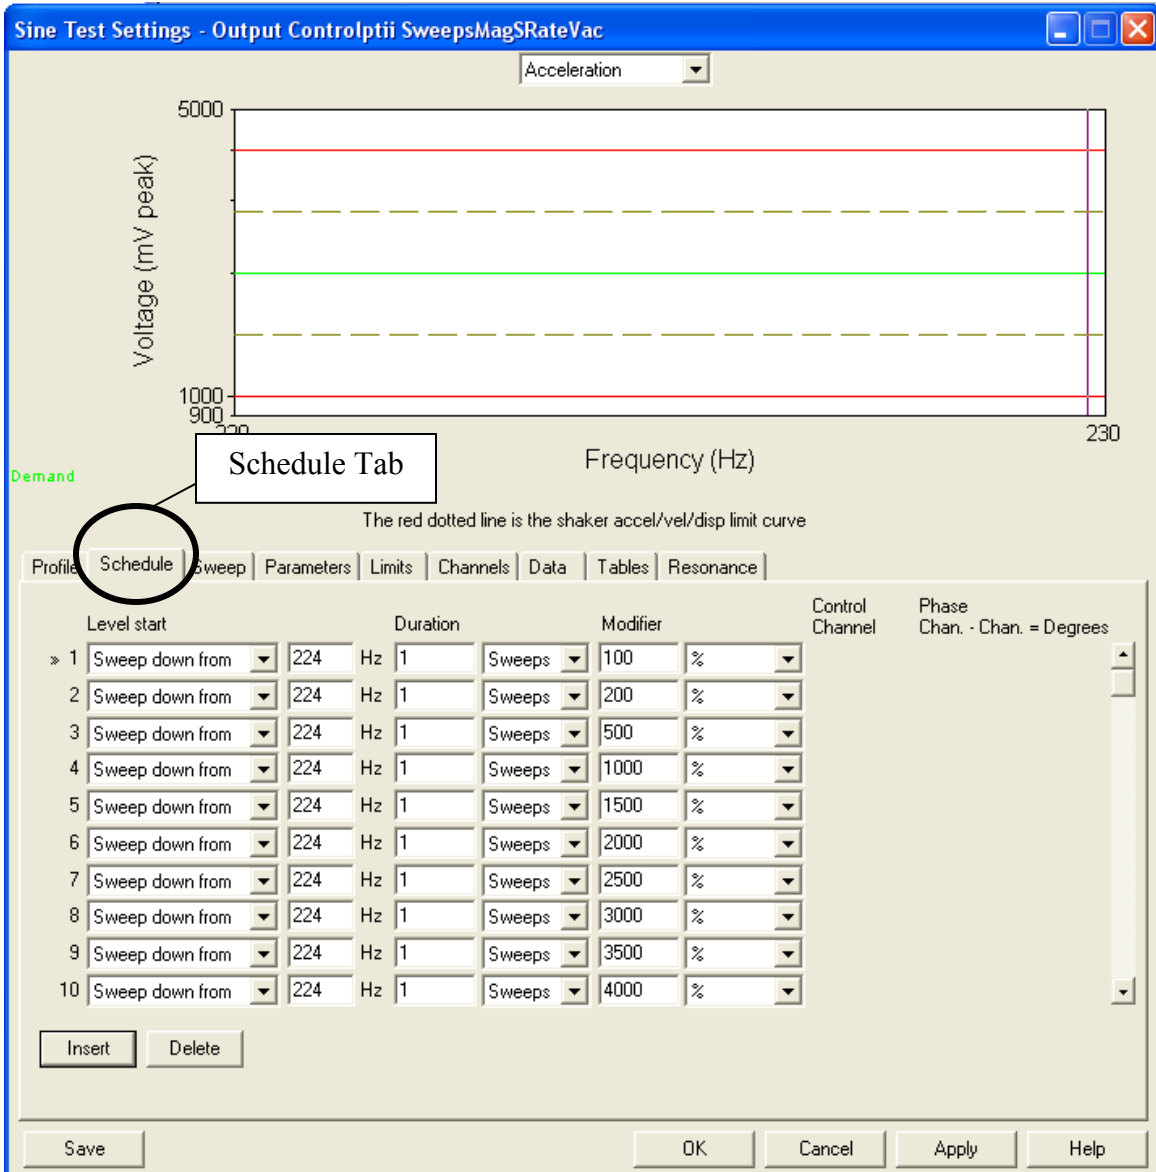 Sine Test Settings - Output Controlptii SweepsMagSRateVac
Acceleration
5000
Voltage (mV peak)
1000
900
230
Frequency (Hz)
Demand
Schedule Tab
The red dotted line is the shaker accel/vel/disp limit curve
Profile Schedule Sweep Parameters Limits Channels Data Tables Resonance
Level start Duration Modifier Control Channel Phase Chan. - Chan. = Degrees
» 1 Sweep down from 224 Hz 1 Sweeps 100 %
2 Sweep down from 224 Hz 1 Sweeps 200 %
3 Sweep down from 224 Hz 1 Sweeps 500 %
4 Sweep down from 224 Hz 1 Sweeps 1000 %
5 Sweep down from 224 Hz 1 Sweeps 1500 %
6 Sweep down from 224 Hz 1 Sweeps 2000 %
7 Sweep down from 224 Hz 1 Sweeps 2500 %
8 Sweep down from 224 Hz 1 Sweeps 3000 %
9 Sweep down from 224 Hz 1 Sweeps 3500 %
10 Sweep down from 224 Hz 1 Sweeps 4000 %
Insert Delete
Save OK Cancel Apply Help